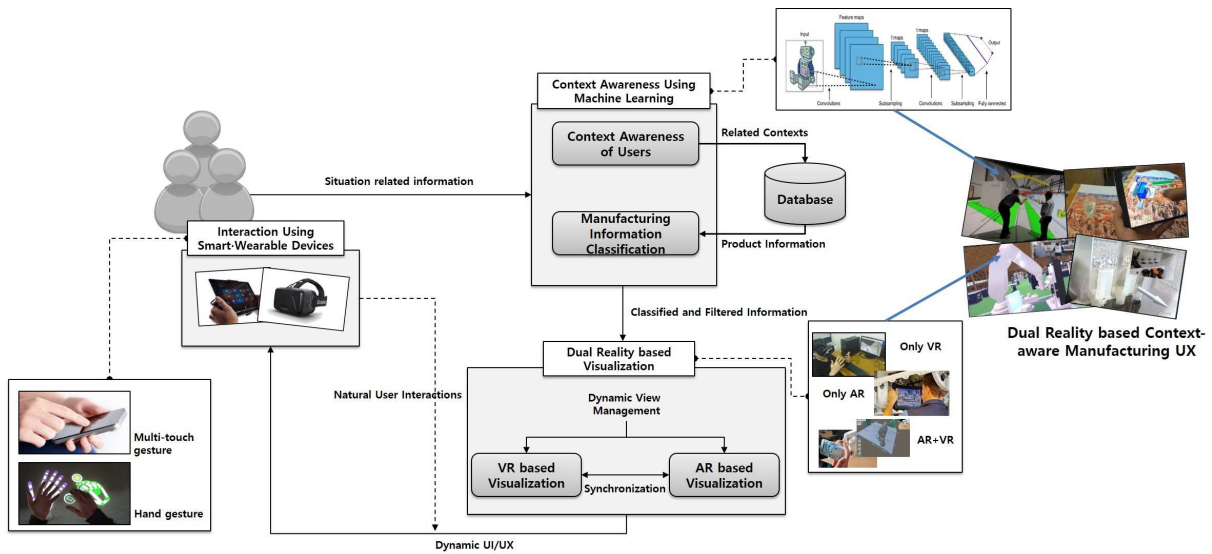 Feature maps
Input
f.maps
f.maps
Output
Convolutions
Subsampling
Convolutions
Subsampling
Fully connected
Context Awareness Using
Machine Learning
Context Awareness
of Users
Related Contexts
Database
Situation related information
Manufacturing
Information
Classification
Product Information
Interaction Using
Smart·Wearable Devices
Classified and Filtered Information
Dual Reality based Context-
aware Manufacturing UX
Only VR
Only AR
AR+VR
Dual Reality based
Visualization
Natural User Interactions
Dynamic View
Management
VR based
Visualization
Synchronization
AR based
Visualization
Multi-touch
gesture
Hand gesture
Dynamic UI/UX